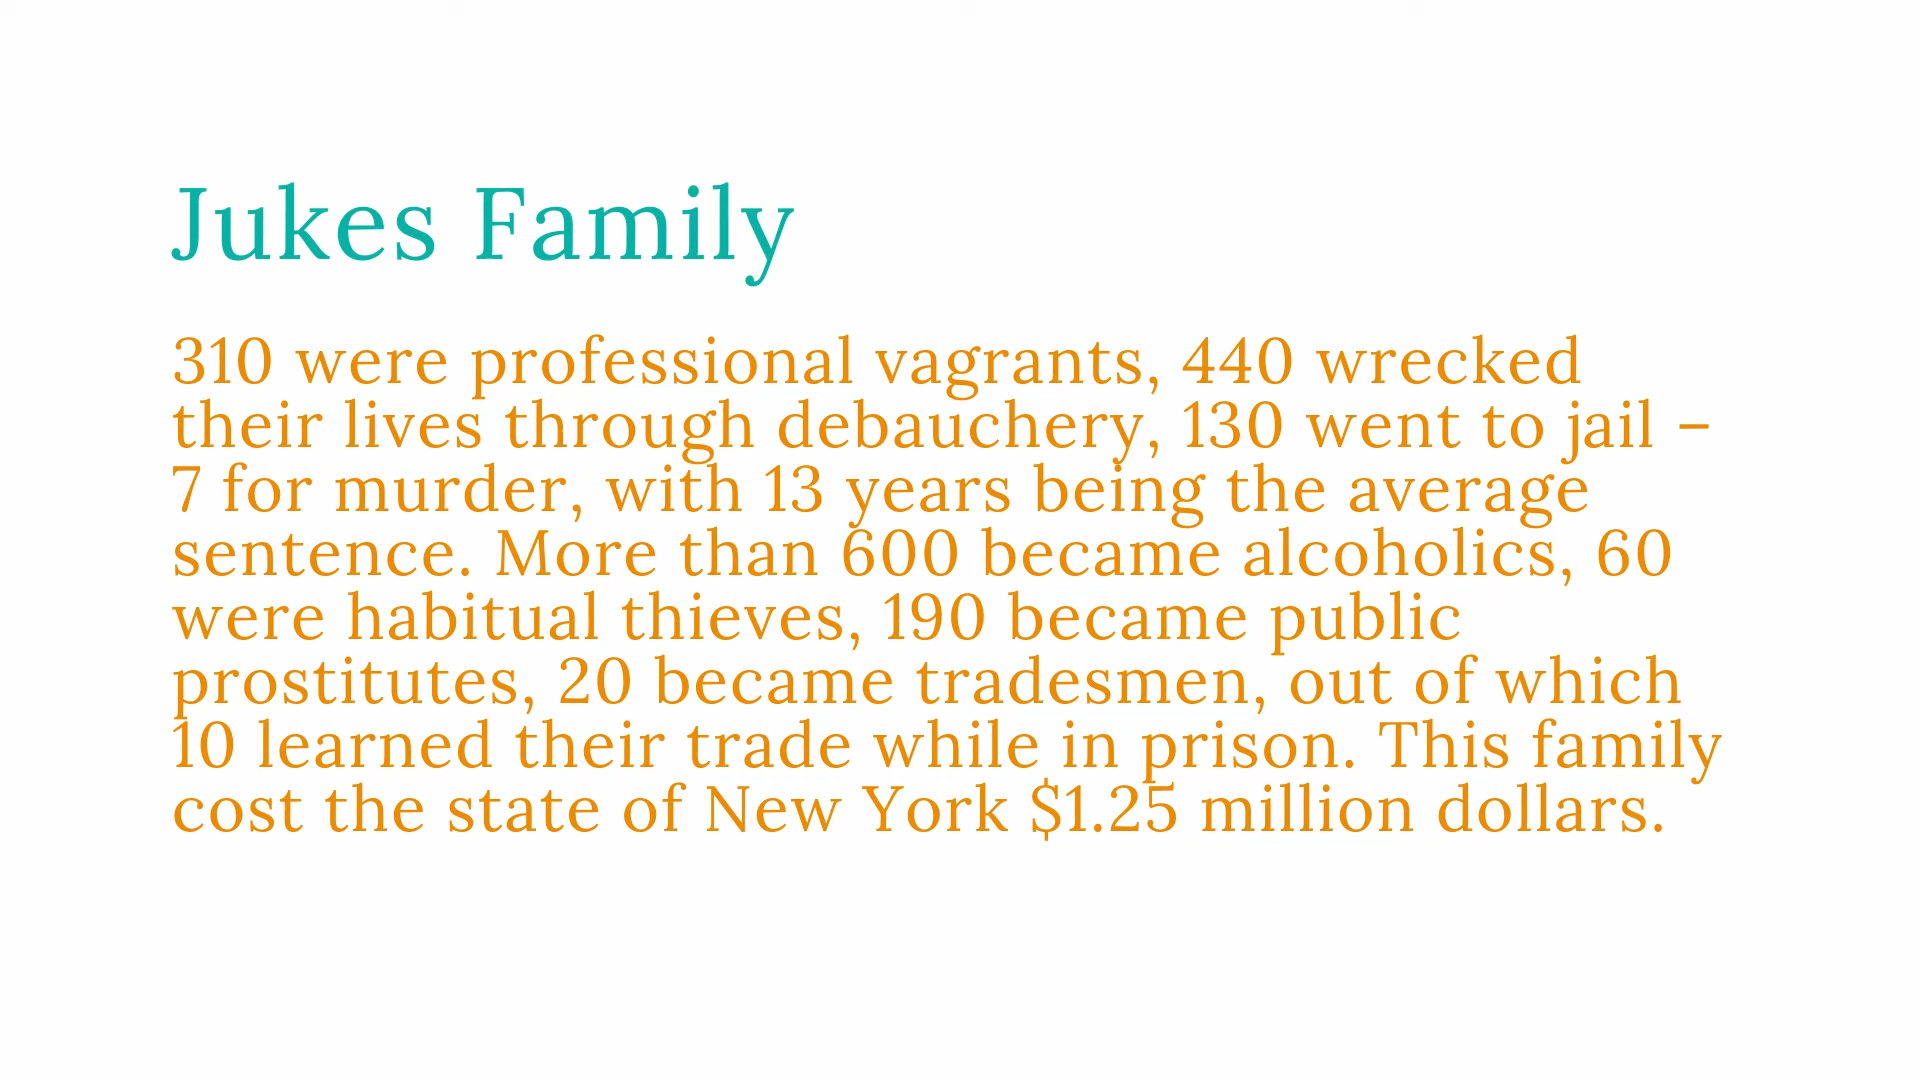 Jukes Family
310 were professional vagrants, 440 wrecked
their lives through debauchery, 130 went to jail –
7 for murder, with 13 years being the average
sentence. More than 600 became alcoholics, 60
were habitual thieves, 190 became public
prostitutes, 20 became tradesmen, out of which
10 learned their trade while in prison. This family
cost the state of New York $1.25 million dollars.